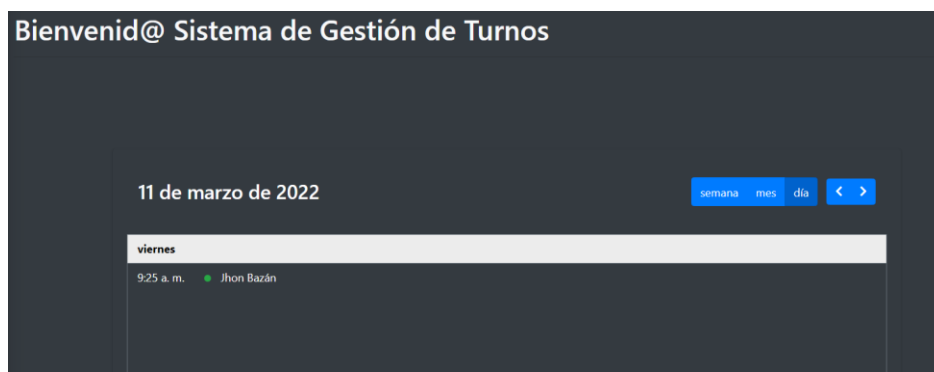 Bienvenid@ Sistema de Gestión de Turnos
11 de marzo de 2022 semana mes día
viernes
9:25 a. m. Jhon Bazán